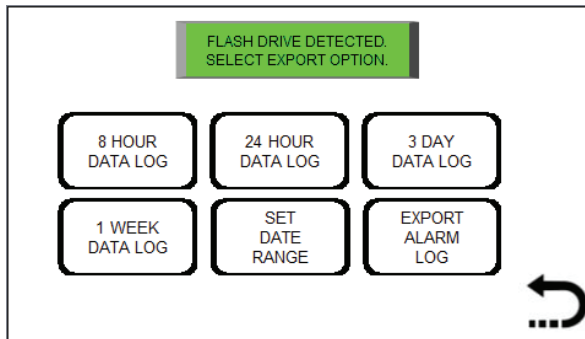 FLASH DRIVE DETECTED.
SELECT EXPORT OPTION.
8 HOUR
DATA LOG
24 HOUR
DATA LOG
3 DAY
DATA LOG
1 WEEK
DATA LOG
SET
DATE
RANGE
EXPORT
ALARM
LOG